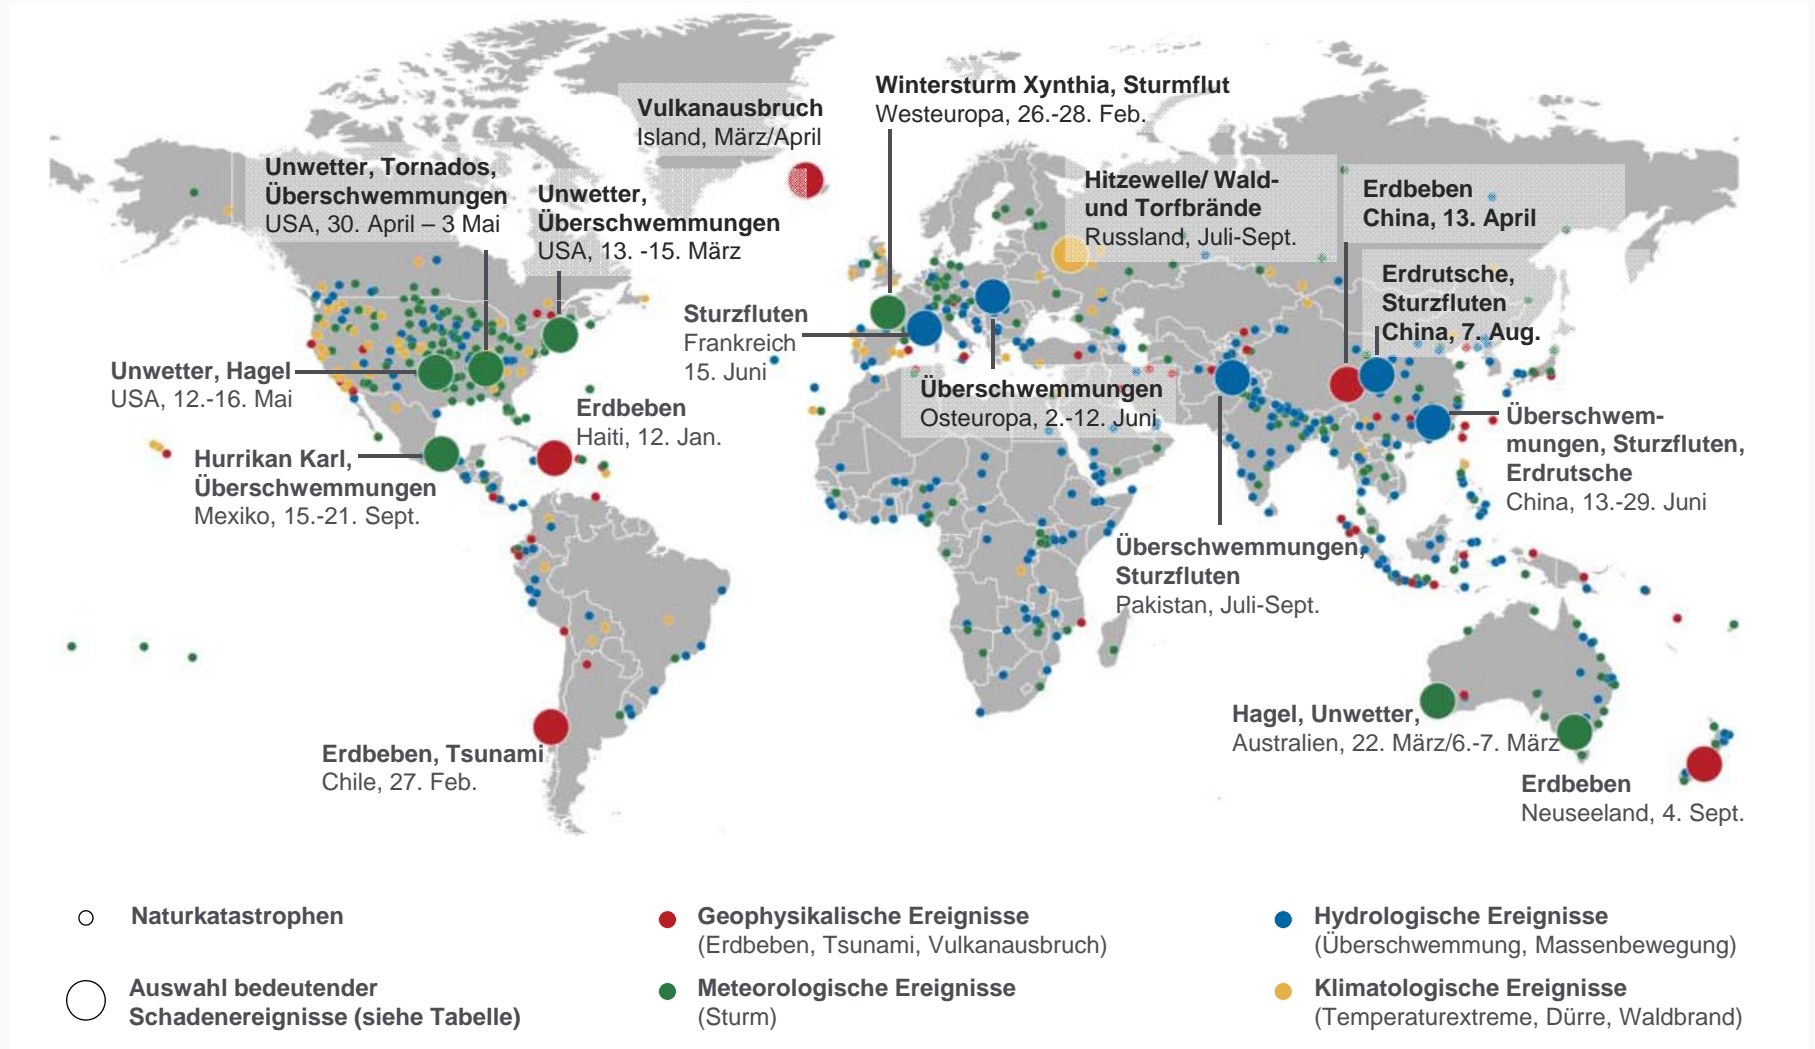 Wintersturm Xynthia, Sturmflut
Westeuropa, 26.-28. Feb.
Vulkanausbruch
Island, März/April
Unwetter, Tornados,
Überschwemmungen
USA, 30. April – 3 Mai
Unwetter,
Überschwemmungen
USA, 13. -15. März
Hitzewelle/ Wald-
und Torfbrände
Russland, Juli-Sept.
Erdbeben
China, 13. April
Erdrutsche,
Sturzfluten
China, 7. Aug.
Sturzfluten
Frankreich
15. Juni
Unwetter, Hagel
USA, 12.-16. Mai
Überschwemmungen
Osteuropa, 2.-12. Juni
Erdbeben
Haiti, 12. Jan.
Überschwem-
mungen, Sturzfluten,
Erdrutsche
China, 13.-29. Juni
Hurrikan Karl,
Überschwemmungen
Mexiko, 15.-21. Sept.
Überschwemmungen,
Sturzfluten
Pakistan, Juli-Sept.
Hagel, Unwetter,
Australien, 22. März/6.-7. März
Erdbeben, Tsunami
Chile, 27. Feb.
Erdbeben
Neuseeland, 4. Sept.
Naturkatastrophen
Auswahl bedeutender
Schadenereignisse (siehe Tabelle)
Geophysikalische Ereignisse
(Erdbeben, Tsunami, Vulkanausbruch)
Meteorologische Ereignisse
(Sturm)
Hydrologische Ereignisse
(Überschwemmung, Massenbewegung)
Klimatologische Ereignisse
(Temperaturextreme, Dürre, Waldbrand)